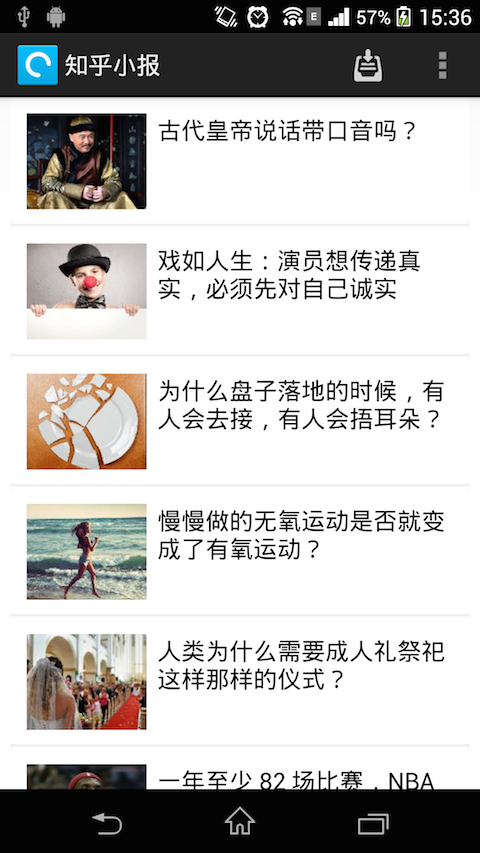 E 57% 15:36
知乎小报
古代皇帝说话带口音吗？
戏如人生：演员想传递真
实，必须先对自己诚实
为什么盘子落地的时候，有
人会去接，有人会捂耳朵？
慢慢做的无氧运动是否就变
成了有氧运动？
人类为什么需要成人礼祭祀
这样那样的仪式？
一年至少 82 场比赛，NBA